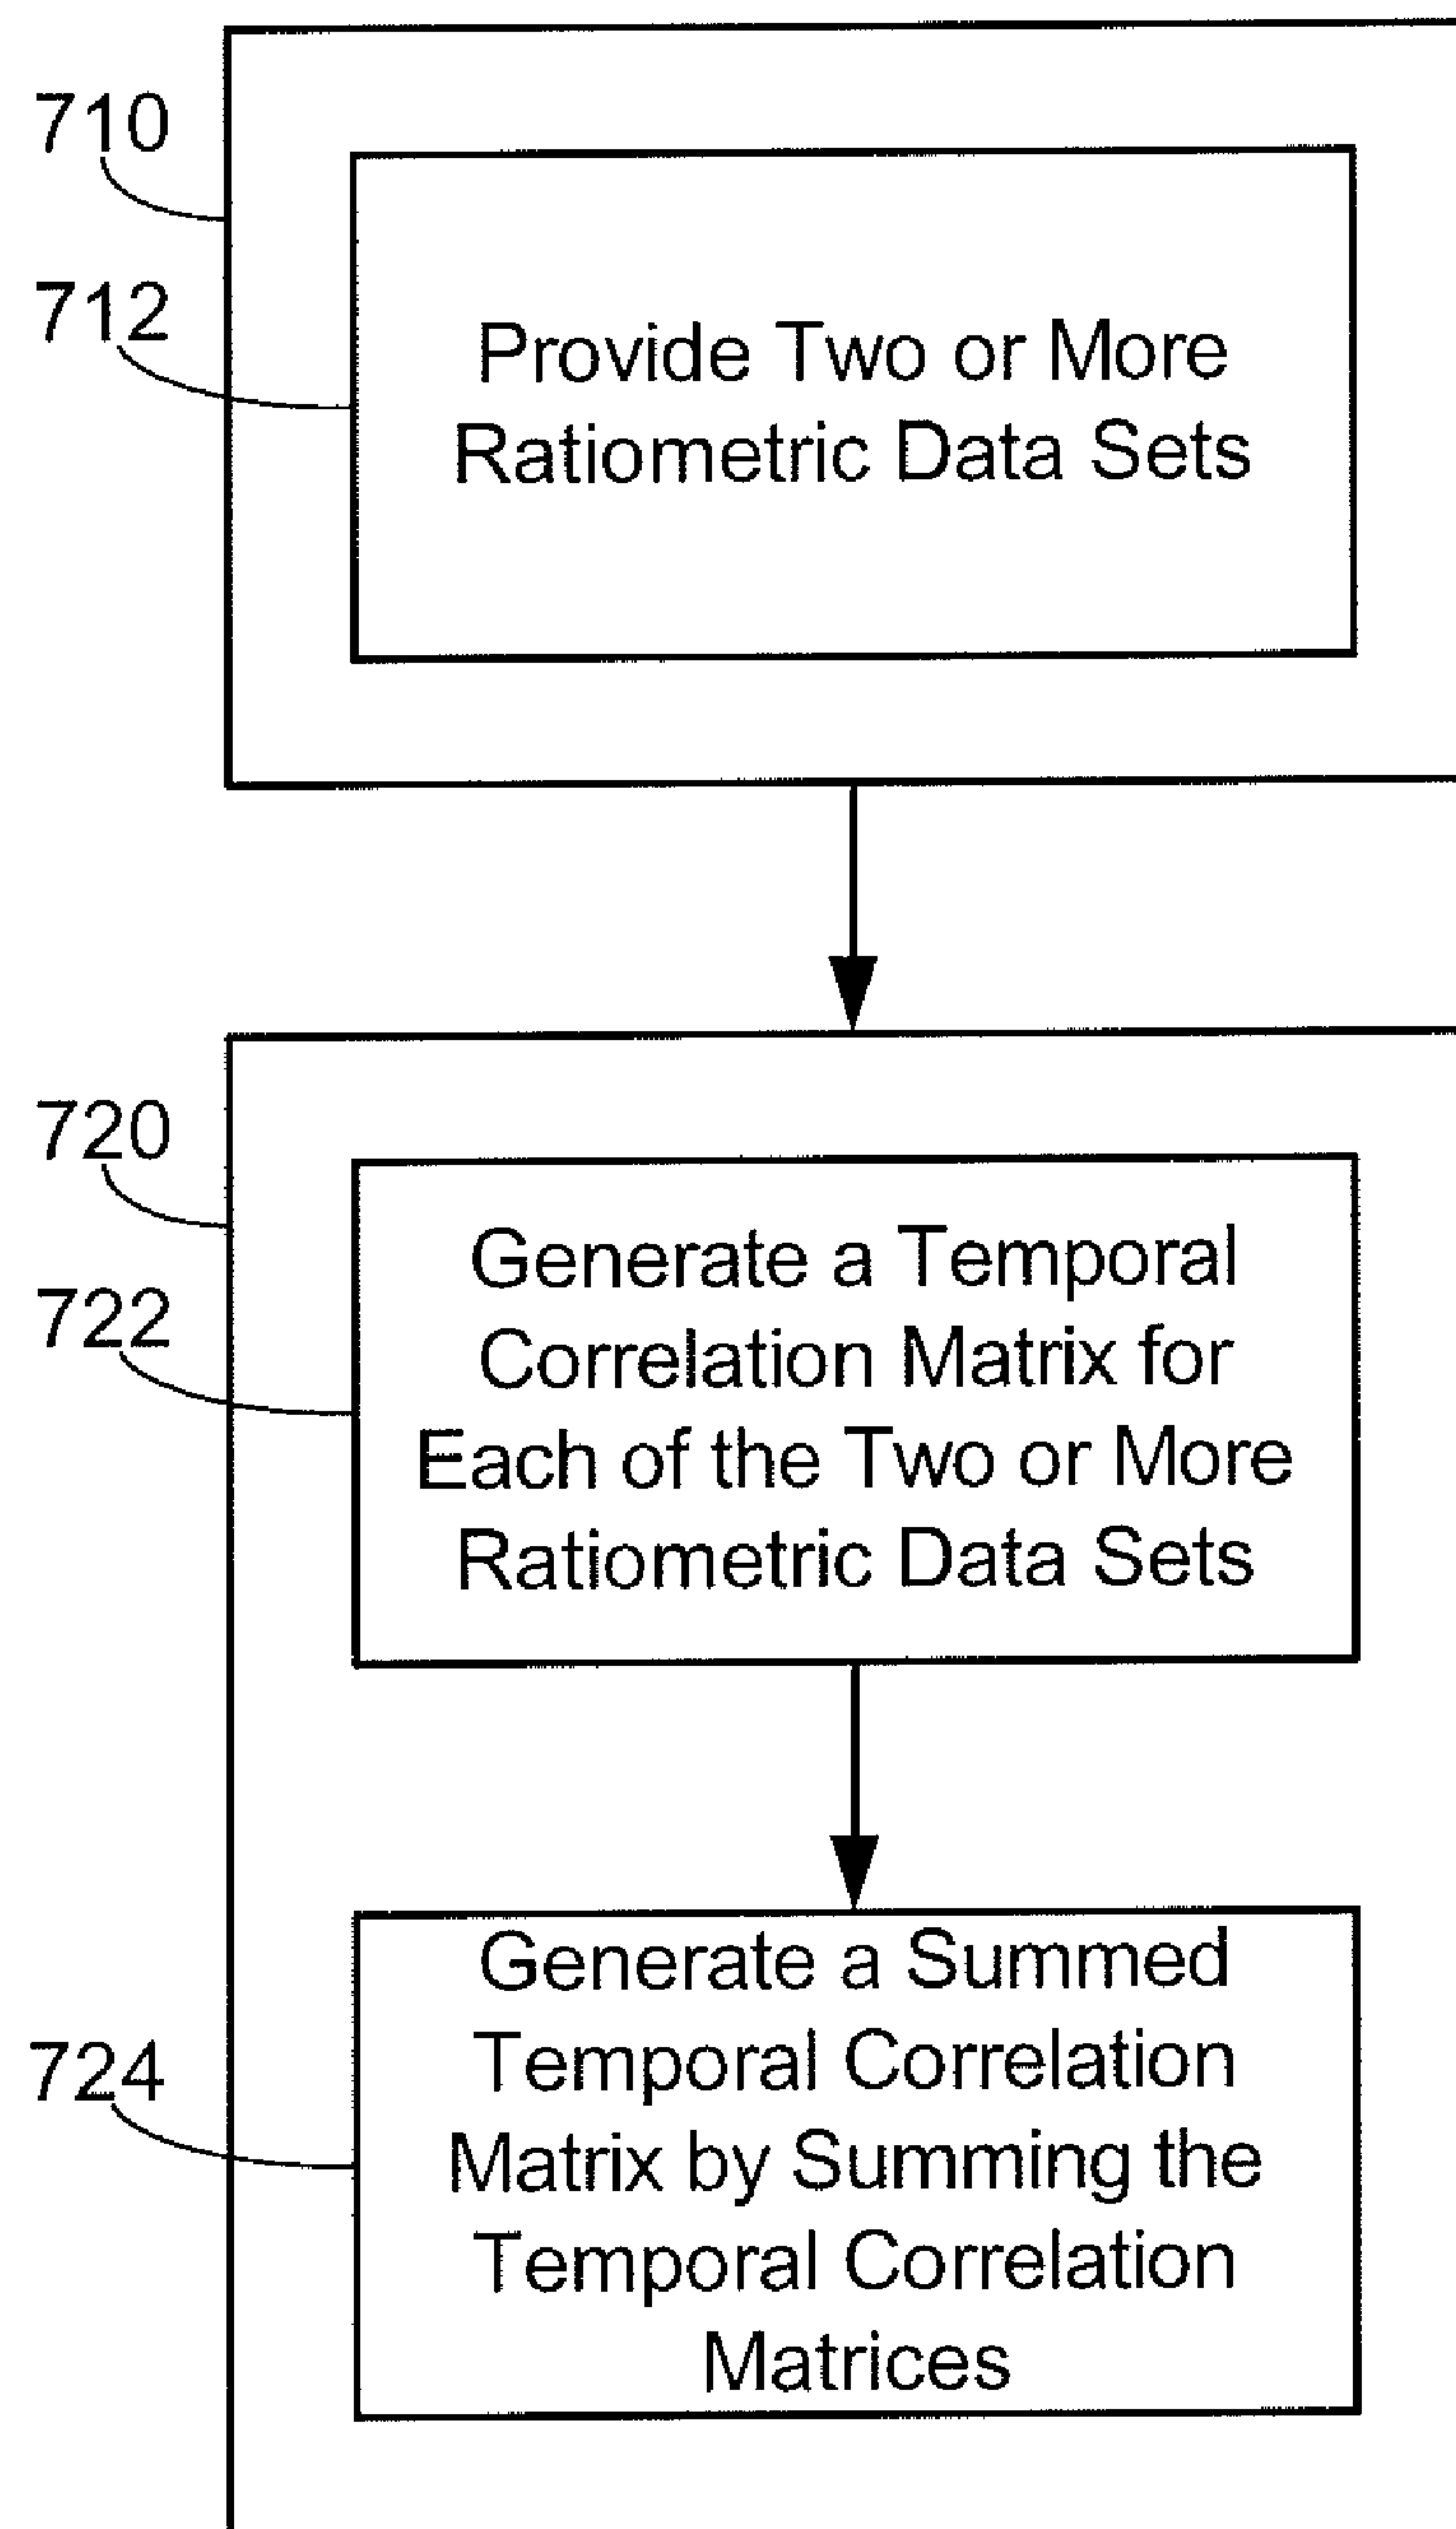 710
712
Provide Two or More
Ratiometric Data Sets
720
722
Generate a Temporal
Correlation Matrix for
Each of the Two or More
Ratiometric Data Sets
724
Generate a Summed
Temporal Correlation
Matrix by Summing the
Temporal Correlation
Matrices